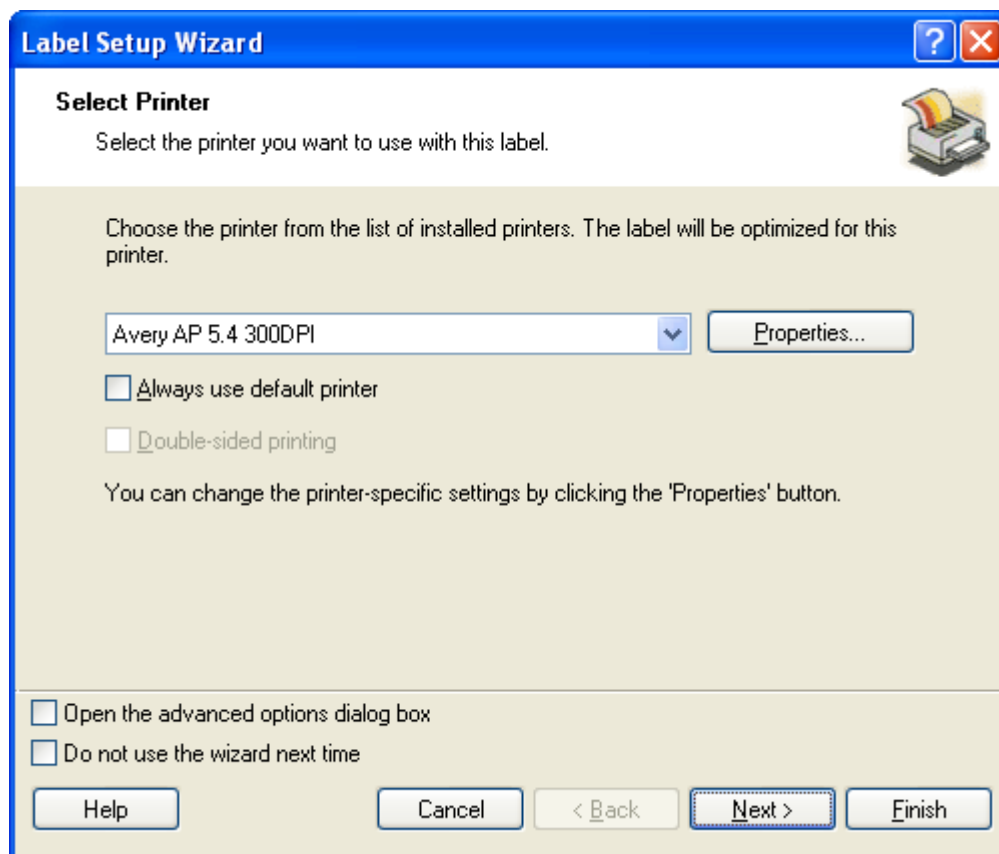 Label Setup Wizard
Select Printer
Select the printer you want to use with this label.
Choose the printer from the list of installed printers. The label will be optimized for this
printer.
Avery AP 5.4 300DPI
Properties...
Always use default printer
Double-sided printing
You can change the printer-specific settings by clicking the 'Properties' button.
Open the advanced options dialog box
Do not use the wizard next time
Help
Cancel
< Back
Next >
Finish